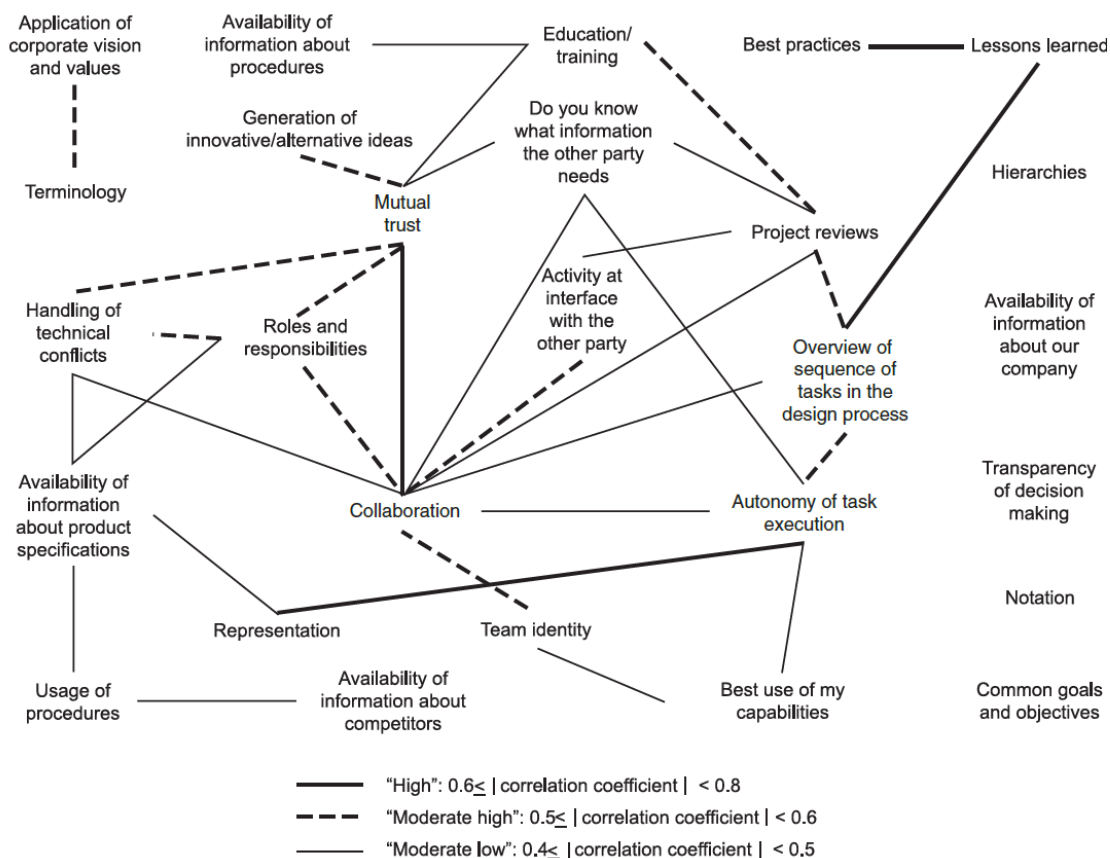 Application of
corporate vision
and values
Availability of
information about
procedures
Education/
training
Best practices
Lessons learned
Generation of
innovative/alternative ideas
Do you know
what information
the other party
needs
Terminology
Hierarchies
Mutual
trust
Project reviews
Handling of
technical
conflicts
Roles and
responsibilities
Activity at
interface
with the
other party
Availability of
information
about our
company
Overview of
sequence of
tasks in the
design process
Availability of
information
about product
specifications
Collaboration
Autonomy of task
execution
Transparency
of decision
making
Representation
Team identity
Notation
Usage of
procedures
Availability of
information about
competitors
Best use of my
capabilities
Common goals
and objectives
“High”: 0.6≤ | correlation coefficient | < 0.8
“Moderate high”: 0.5≤ | correlation coefficient | < 0.6
“Moderate low”: 0.4≤ | correlation coefficient | < 0.5